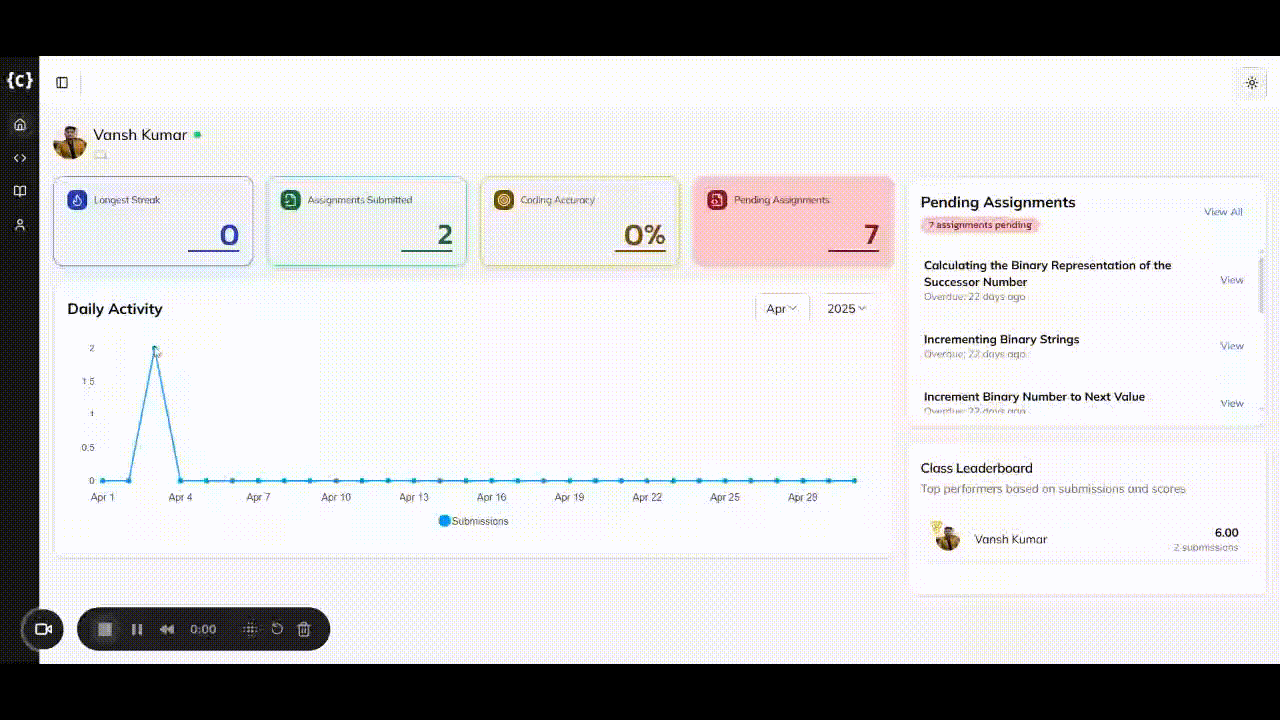 {C}
Vansh Kumar
Longest Streak
0
Assignments Submitted
2
Coding Accuracy
0%
Pending Assignments
7
Daily Activity
Apr
2025
2
1.5
1
0.5
0
Apr 1
Apr 4
Apr 7
Apr 10
Apr 13
Apr 16
Apr 19
Apr 22
Apr 25
Apr 28
Submissions
Pending Assignments
7 assignments pending
View All
Calculating the Binary Representation of the
Successor Number
Overdue: 22 days ago
View
Incrementing Binary Strings
Overdue: 22 days ago
View
Increment Binary Number to Next Value
Overdue: 22 days ago
View
Class Leaderboard
Top performers based on submissions and scores
Vansh Kumar
6.00
2 submissions
0:00